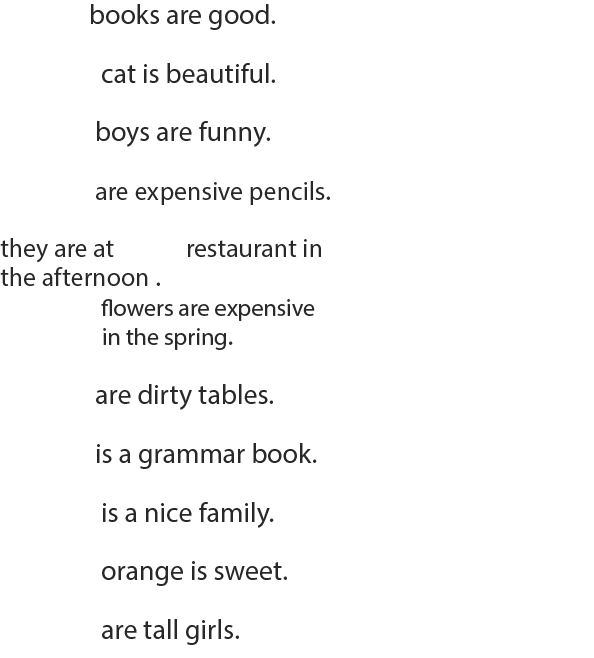 books are good.
cat is beautiful.
boys are funny.
are expensive pencils.
they are at restaurant in
the afternoon .
flowers are expensive
in the spring.
are dirty tables.
is a grammar book.
is a nice family.
orange is sweet.
are tall girls.